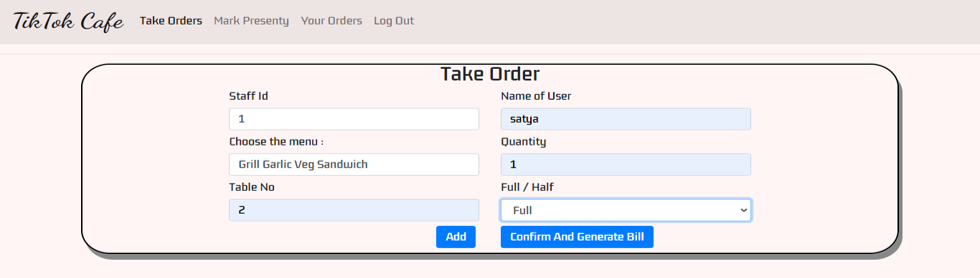 TikTok Cafe Take Orders Mark Presenty Your Orders Log Out
Take Order
Staff Id Name of User
1 satya
Choose the menu : Quantity
Grill Garlic Veg Sandwich 1
Table No Full / Half
2 Full
Add Confirm And Generate Bill